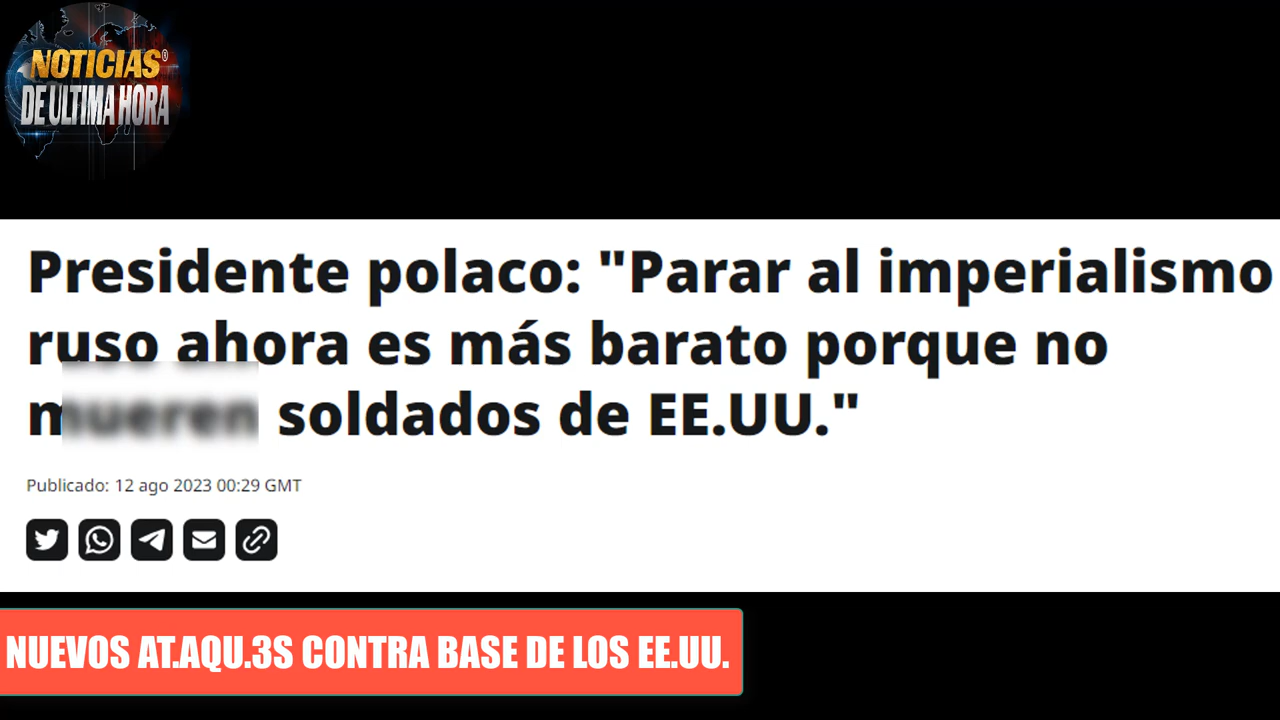 NOTICIAS®
DE ULTIMA HORA
Presidente polaco: "Parar al imperialismo
ruso ahora es más barato porque no
mueren soldados de EE.UU."
Publicado: 12 ago 2023 00:29 GMT
NUEVOS AT.AQU.3S CONTRA BASE DE LOS EE.UU.